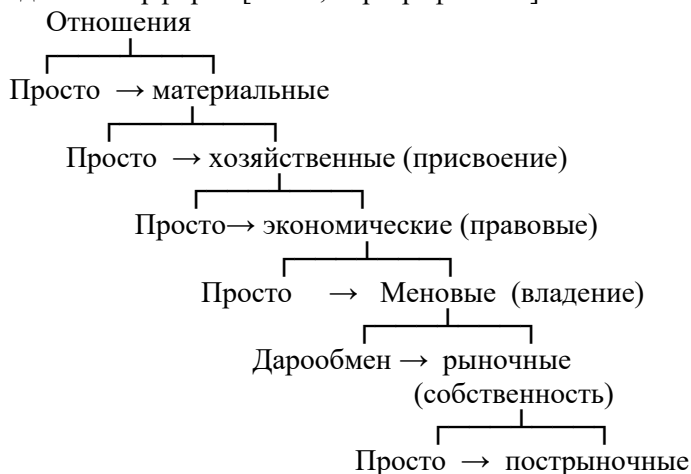 Отношения
Просто → материальные
Просто → хозяйственные (присвоение)
Просто→ экономические (правовые)
Просто → Меновые (владение)
Дарообмен → рыночные
(собственность)
Просто → пострыночные